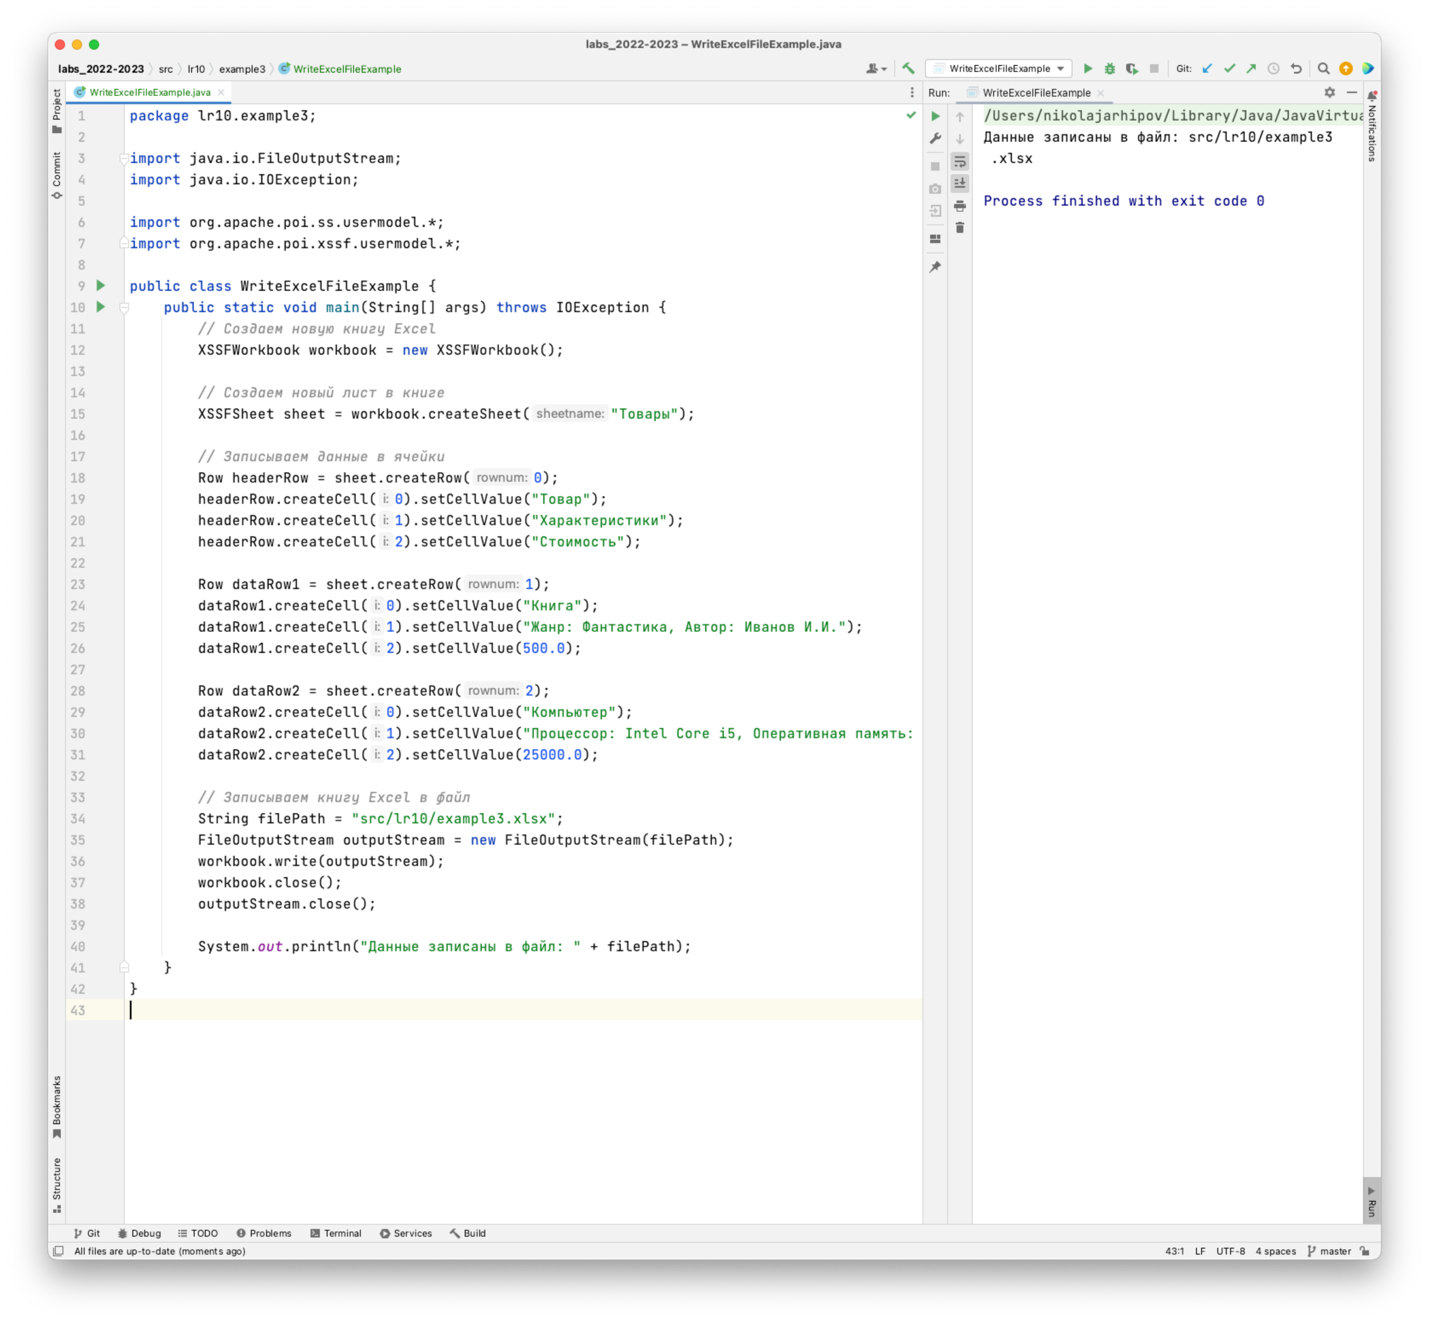 labs_2022-2023 – WriteExcelFileExample.java
labs_2022-2023 src lr10 example3 WriteExcelFileExample
WriteExcelFileExample
Git:
Project
Commit
Bookmarks
Structure
WriteExcelFileExample.java
1 package lr10.example3;
2
3 import java.io.FileOutputStream;
4 import java.io.IOException;
5
6 import org.apache.poi.ss.usermodel.*;
7 import org.apache.poi.xssf.usermodel.*;
8
9 public class WriteExcelFileExample {
10 public static void main(String[] args) throws IOException {
11 // Создаем новую книгу Excel
12 XSSFWorkbook workbook = new XSSFWorkbook();
13
14 // Создаем новый лист в книге
15 XSSFSheet sheet = workbook.createSheet( sheetname: "Товары");
16
17 // Записываем данные в ячейки
18 Row headerRow = sheet.createRow( rownum: 0);
19 headerRow.createCell( i: 0).setCellValue("Товар");
20 headerRow.createCell( i: 1).setCellValue("Характеристики");
21 headerRow.createCell( i: 2).setCellValue("Стоимость");
22
23 Row dataRow1 = sheet.createRow( rownum: 1);
24 dataRow1.createCell( i: 0).setCellValue("Книга");
25 dataRow1.createCell( i: 1).setCellValue("Жанр: Фантастика, Автор: Иванов И.И.");
26 dataRow1.createCell( i: 2).setCellValue(500.0);
27
28 Row dataRow2 = sheet.createRow( rownum: 2);
29 dataRow2.createCell( i: 0).setCellValue("Компьютер");
30 dataRow2.createCell( i: 1).setCellValue("Процессор: Intel Core i5, Оперативная память:
31 dataRow2.createCell( i: 2).setCellValue(25000.0);
32
33 // Записываем книгу Excel в файл
34 String filePath = "src/lr10/example3.xlsx";
35 FileOutputStream outputStream = new FileOutputStream(filePath);
36 workbook.write(outputStream);
37 workbook.close();
38 outputStream.close();
39
40 System.out.println("Данные записаны в файл: " + filePath);
41 }
42 }
43
Run: WriteExcelFileExample
/Users/nikolajarhipov/Library/Java/JavaVirtua
Данные записаны в файл: src/lr10/example3
.xlsx
Process finished with exit code 0
Notifications
Run
Git Debug TODO Problems Terminal Services Build
All files are up-to-date (moments ago)
43:1 LF UTF-8 4 spaces master